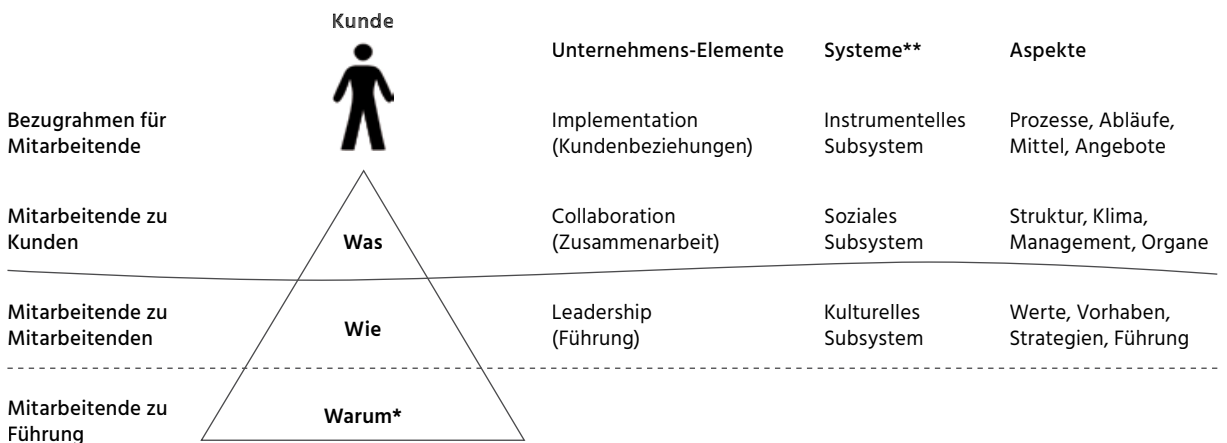 Kunde
Unternehmens-Elemente Systeme** Aspekte
Bezugrahmen für Implementation Instrumentelles Prozesse, Abläufe,
Mitarbeitende (Kundenbeziehungen) Subsystem Mittel, Angebote
Mitarbeitende zu Collaboration Soziales Struktur, Klima,
Kunden Was (Zusammenarbeit) Subsystem Management, Organe
Mitarbeitende zu Leadership Kulturelles Werte, Vorhaben,
Mitarbeitenden Wie (Führung) Subsystem Strategien, Führung
Mitarbeitende zu Warum*
Führung